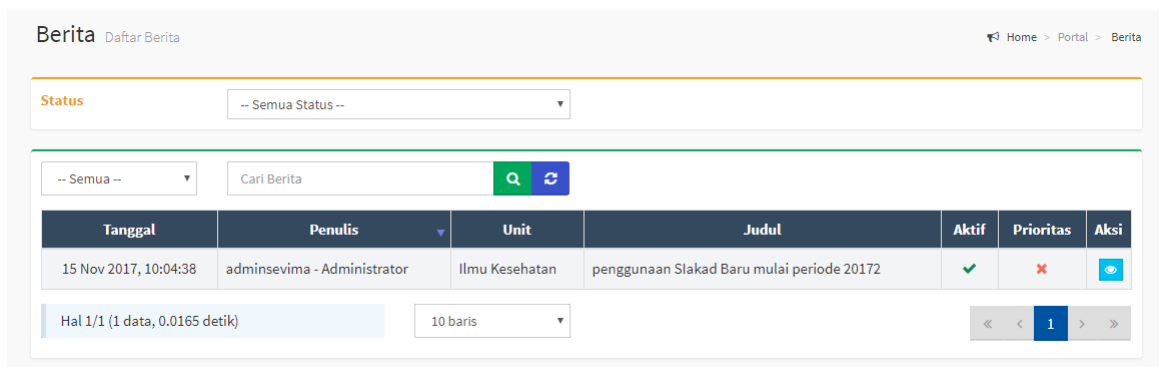 Berita Daftar Berita
Home > Portal > Berita
Status
-- Semua Status --
-- Semua --
Cari Berita
Tanggal Penulis Unit Judul Aktif Prioritas Aksi
15 Nov 2017, 10:04:38 adminsevima - Administrator Ilmu Kesehatan penggunaan SIakad Baru mulai periode 20172
Hal 1/1 (1 data, 0.0165 detik)
10 baris
« < 1 > »